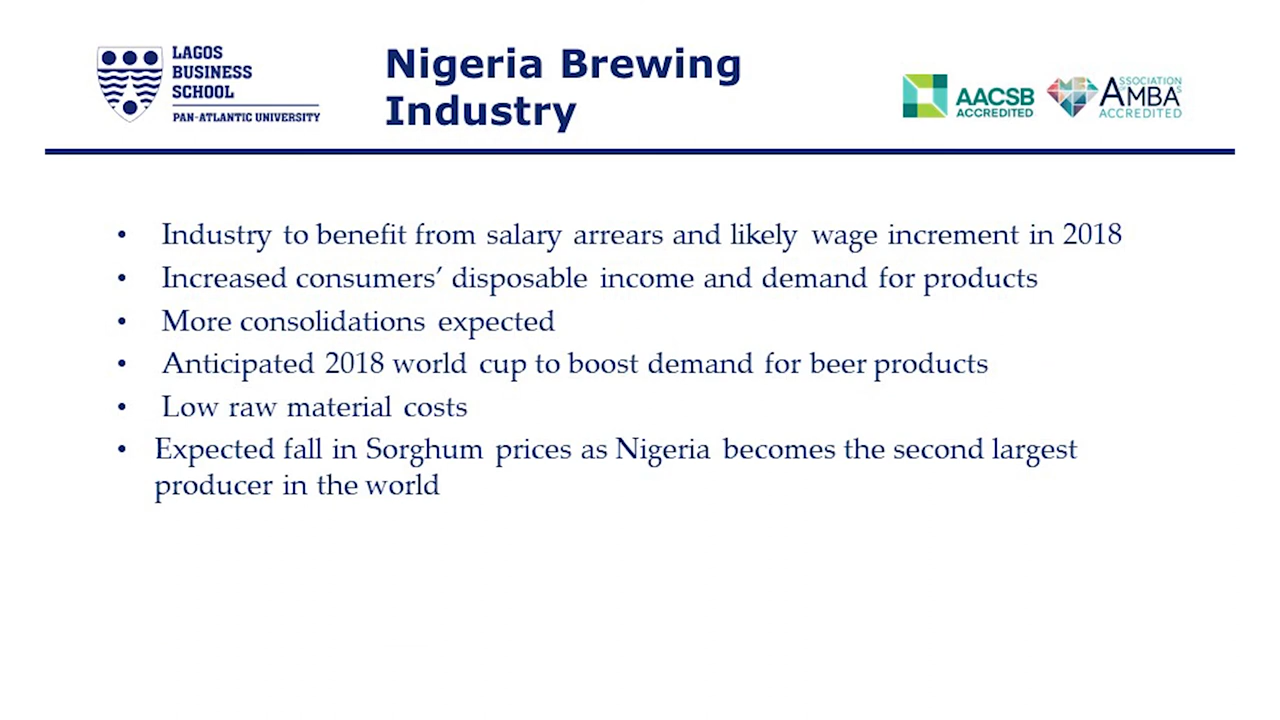 LAGOS
BUSINESS
SCHOOL
PAN-ATLANTIC UNIVERSITY
Nigeria Brewing
Industry
AACSB
ACCREDITED
ASSOCIATION
OF
AMBAs
ACCREDITED
• Industry to benefit from salary arrears and likely wage increment in 2018
• Increased consumers’ disposable income and demand for products
• More consolidations expected
• Anticipated 2018 world cup to boost demand for beer products
• Low raw material costs
• Expected fall in Sorghum prices as Nigeria becomes the second largest
producer in the world